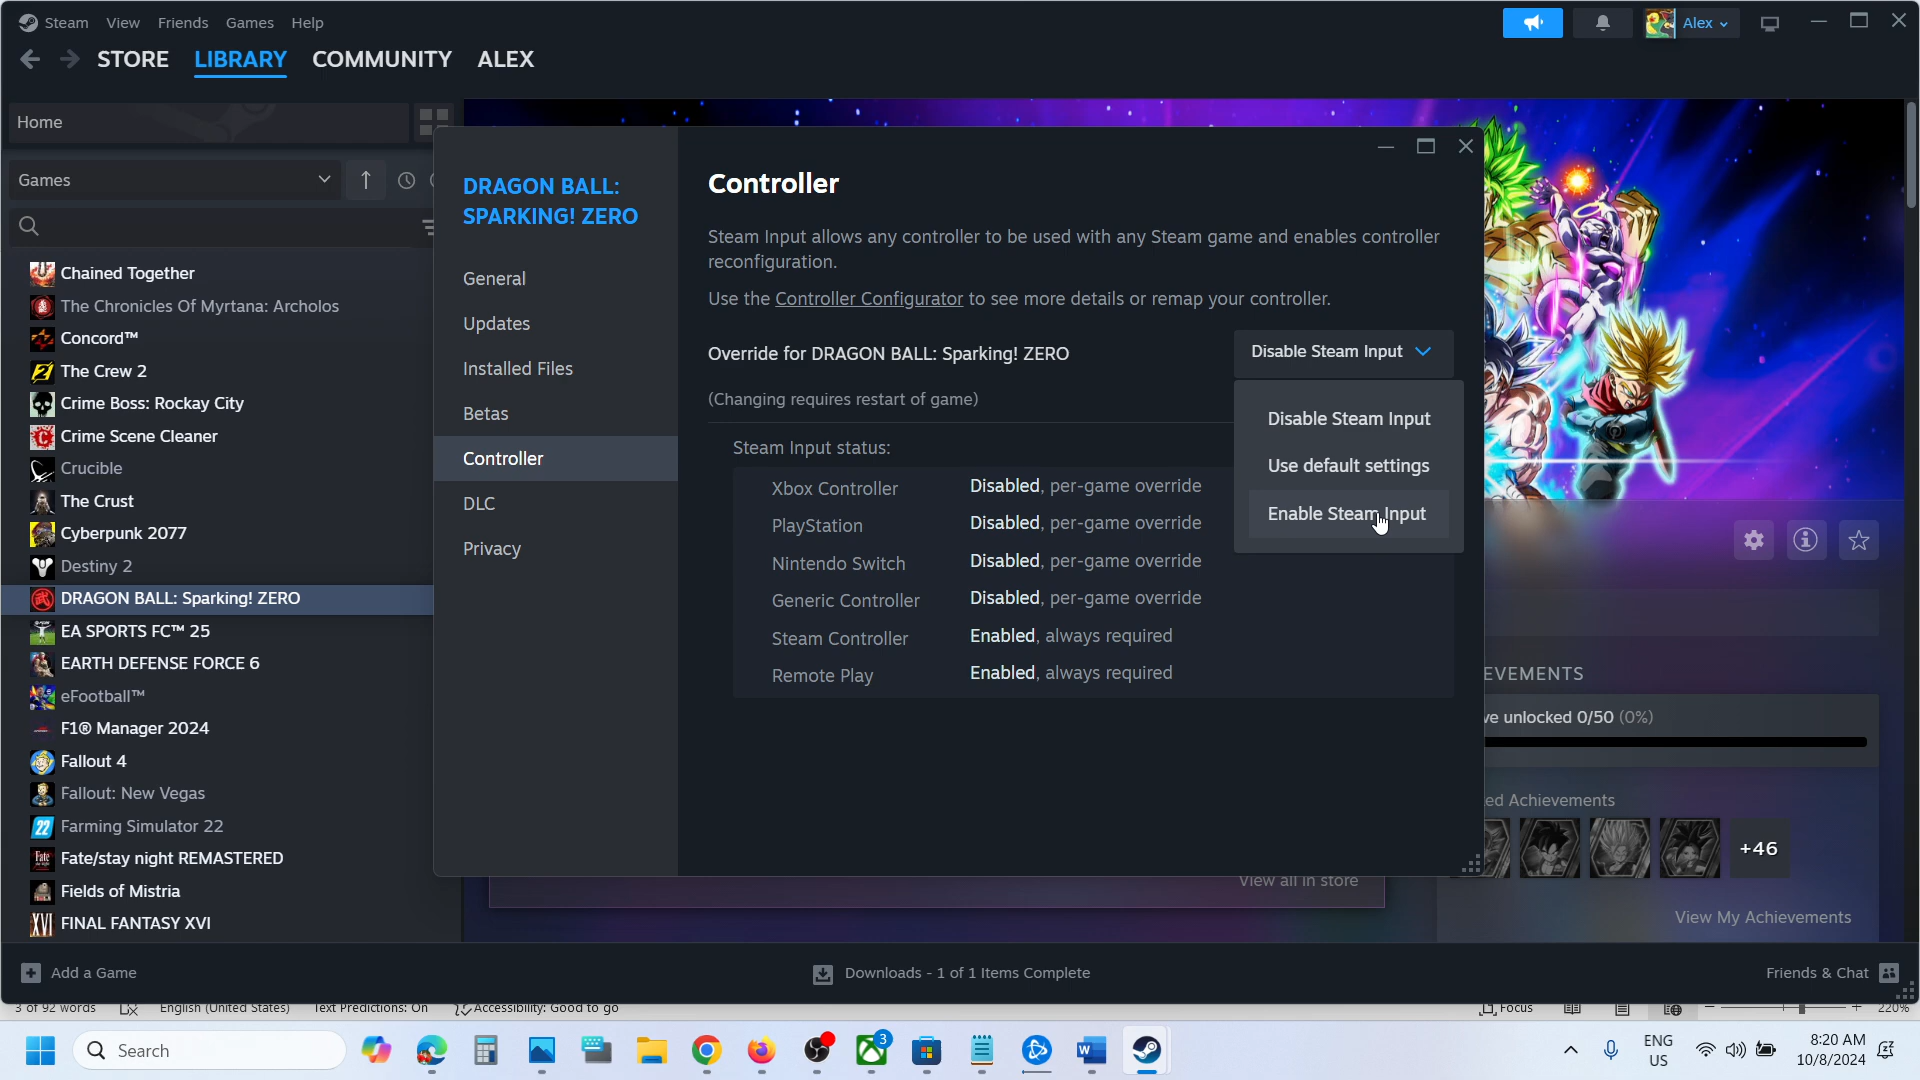 Steam View Friends Games Help
Alex
STORE LIBRARY COMMUNITY ALEX
Home
Games
Chained Together
The Chronicles Of Myrtana: Archolos
Concord™
The Crew 2
Crime Boss: Rockay City
Crime Scene Cleaner
Crucible
The Crust
Cyberpunk 2077
Destiny 2
DRAGON BALL: Sparking! ZERO
EA SPORTS FC™ 25
EARTH DEFENSE FORCE 6
eFootball™
F1® Manager 2024
Fallout 4
Fallout: New Vegas
Farming Simulator 22
Fate/stay night REMASTERED
Fields of Mistria
FINAL FANTASY XVI
DRAGON BALL:
SPARKING! ZERO
General
Updates
Installed Files
Betas
Controller
DLC
Privacy
Controller
Steam Input allows any controller to be used with any Steam game and enables controller
reconfiguration.
Use the Controller Configurator to see more details or remap your controller.
Override for DRAGON BALL: Sparking! ZERO
Disable Steam Input
(Changing requires restart of game)
Disable Steam Input
Use default settings
Enable Steam Input
Steam Input status:
Xbox Controller Disabled, per-game override
PlayStation Disabled, per-game override
Nintendo Switch Disabled, per-game override
Generic Controller Disabled, per-game override
Steam Controller Enabled, always required
Remote Play Enabled, always required
EVEMENTS
ve unlocked 0/50 (0%)
ed Achievements
+46
View My Achievements
View all in store
Add a Game
Downloads - 1 of 1 Items Complete
Friends & Chat
3 of 92 words English (United States) Text Predictions: On Accessibility: Good to go
Focus
220%
Search
3
ENG
US
8:20 AM
10/8/2024